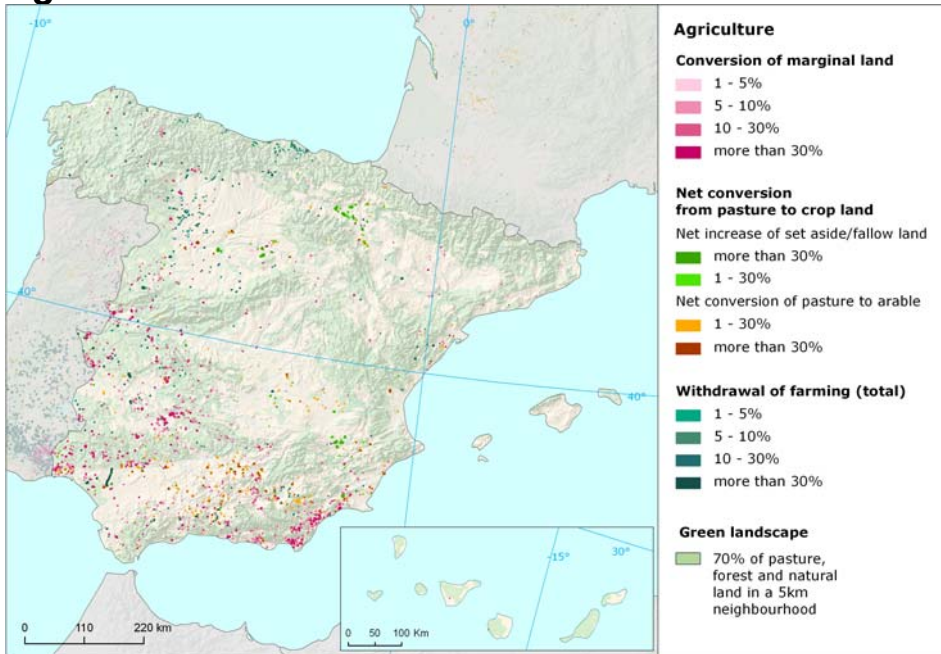 -10°
0°
40°
40°
-15°
30°
0 110 220 km
0 50 100 Km
Agriculture
Conversion of marginal land
1 - 5%
5 - 10%
10 - 30%
more than 30%
Net conversion
from pasture to crop land
Net increase of set aside/fallow land
more than 30%
1 - 30%
Net conversion of pasture to arable
1 - 30%
more than 30%
Withdrawal of farming (total)
1 - 5%
5 - 10%
10 - 30%
more than 30%
Green landscape
70% of pasture,
forest and natural
land in a 5km
neighbourhood